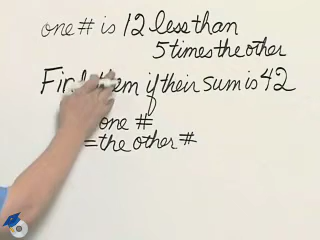 one # is 12 less than
5 times the other
Find them if their sum is 42
one #
= the other #